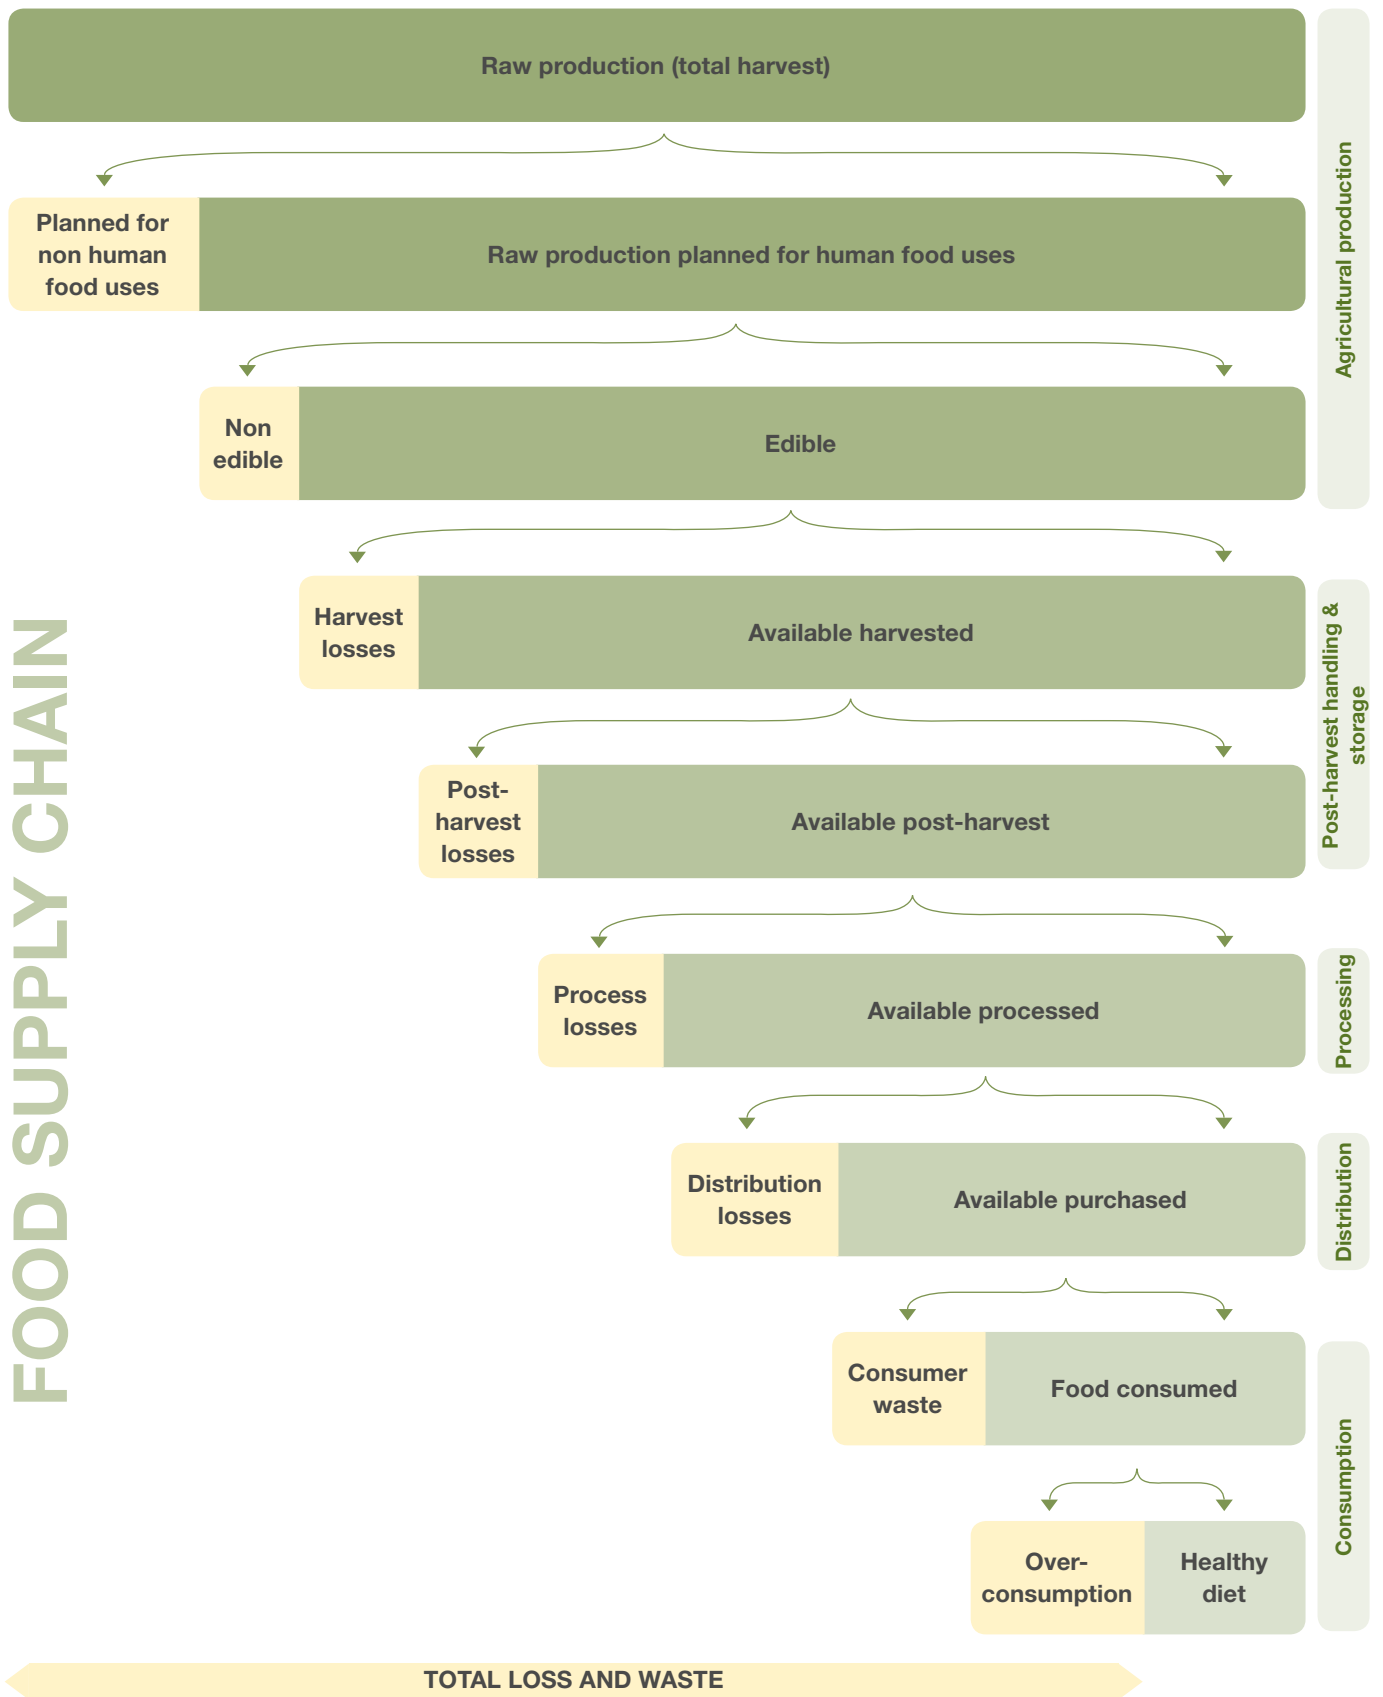 Raw production (total harvest)
Planned for
non human
food uses
Raw production planned for human food uses
Agricultural production
Non
edible
Edible
Harvest
losses
Available harvested
Post-harvest handling &
storage
Post-
harvest
losses
Available post-harvest
Process
losses
Available processed
Processing
Distribution
losses
Available purchased
Distribution
Consumer
waste
Food consumed
Consumption
Over-
consumption
Healthy
diet
FOOD SUPPLY CHAIN
TOTAL LOSS AND WASTE